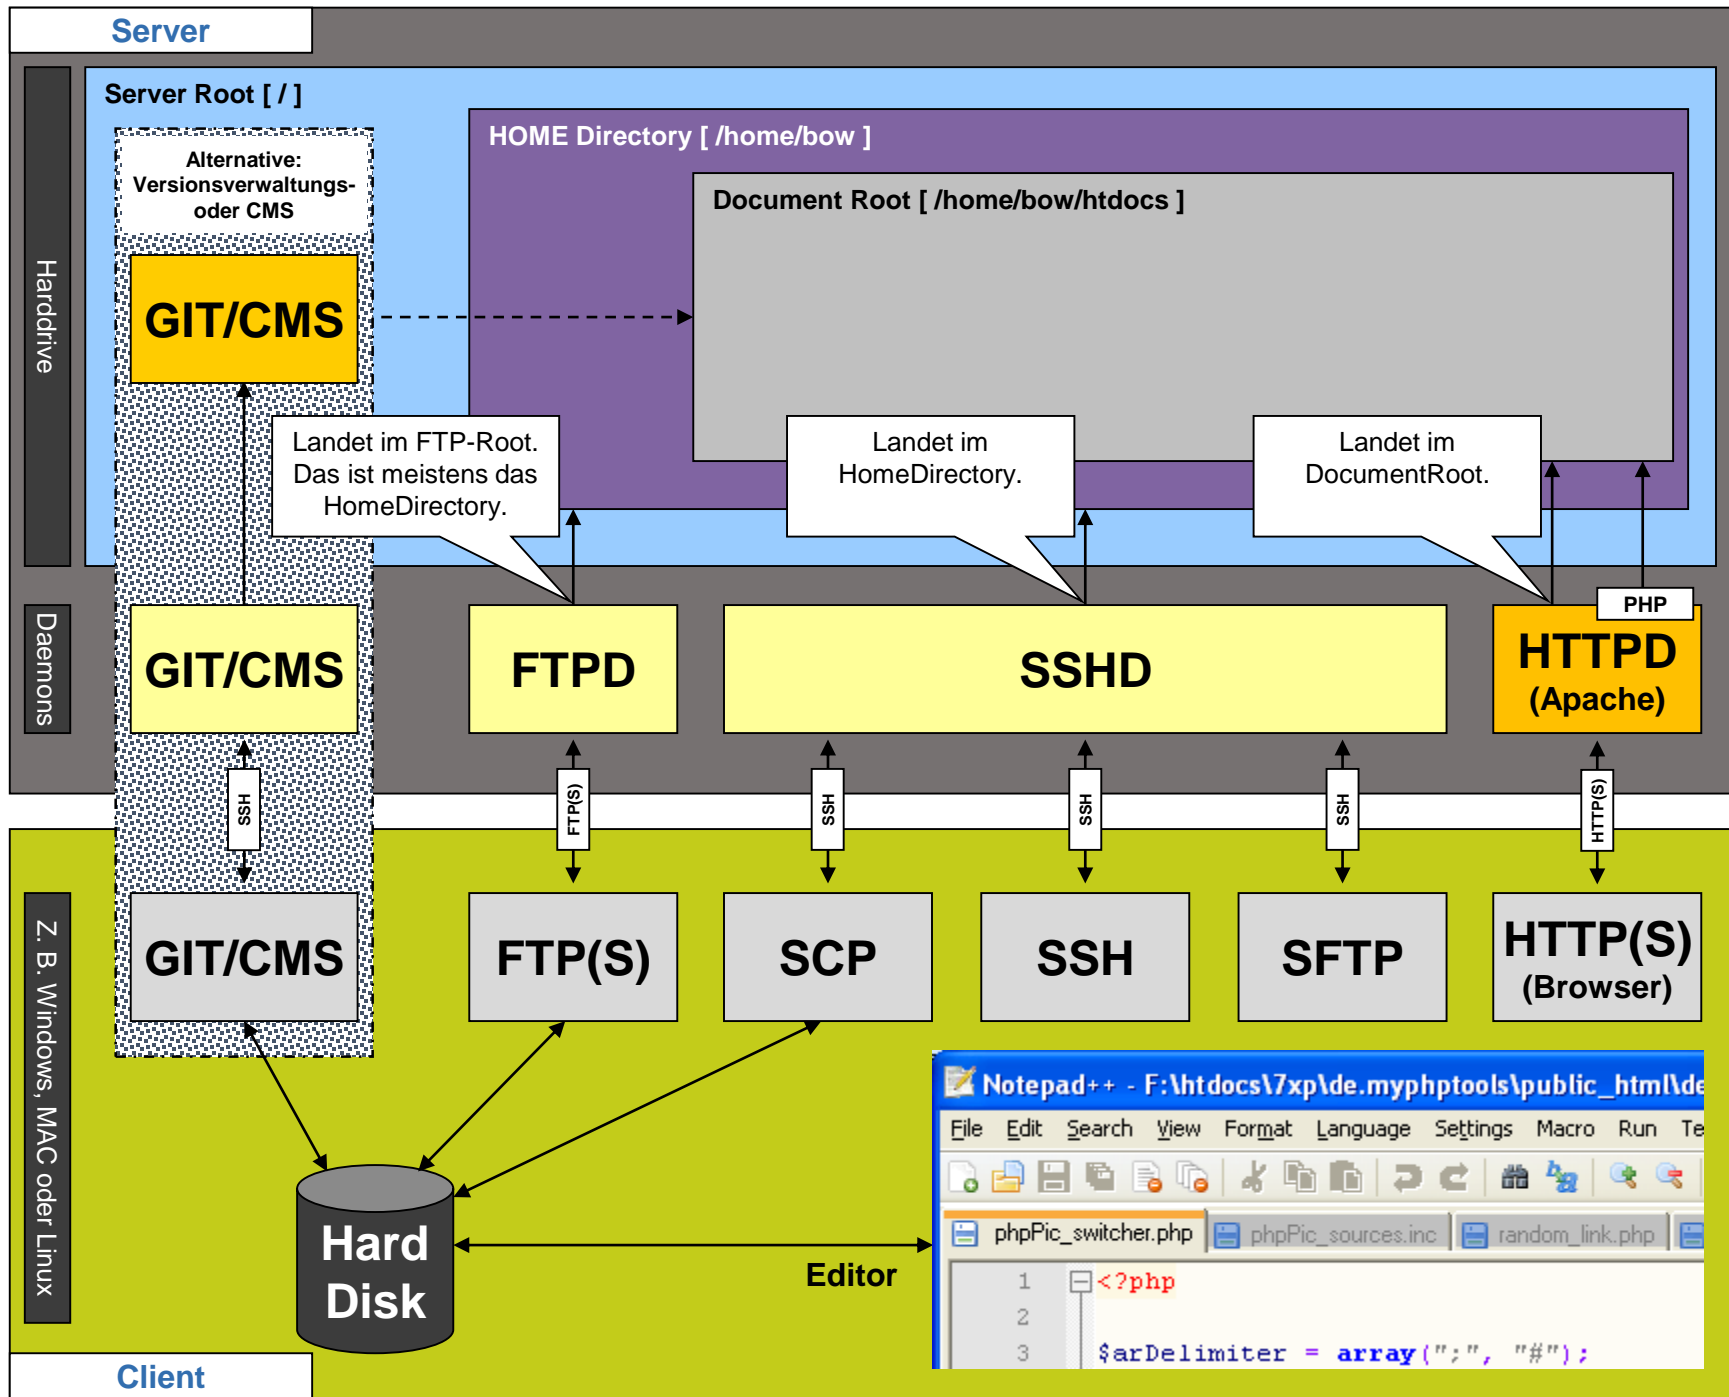 Server
Server Root [ / ]
HOME Directory [ /home/bow ]
Alternative:
Versionsverwaltungs-
oder CMS
Document Root [ /home/bow/htdocs ]
Harddrive
GIT/CMS
Landet im FTP-Root.
Das ist meistens das
HomeDirectory.
Landet im
HomeDirectory.
Landet im
DocumentRoot.
Daemons
GIT/CMS
FTPD
SSHD
PHP
HTTPD
(Apache)
SSH
FTP(S)
SSH
SSH
SSH
HTTP(S)
Z. B. Windows, MAC oder Linux
GIT/CMS
FTP(S)
SCP
SSH
SFTP
HTTP(S)
(Browser)
Hard
Disk
Editor
Notepad++ - F:\htdocs\7xp\de.myphptools\public_html\de
File Edit Search View Format Language Settings Macro Run Te
phpPic_switcher.php phpPic_sources.inc random_link.php
1 <?php
2
3 $arDelimiter = array(";", "#");
Client